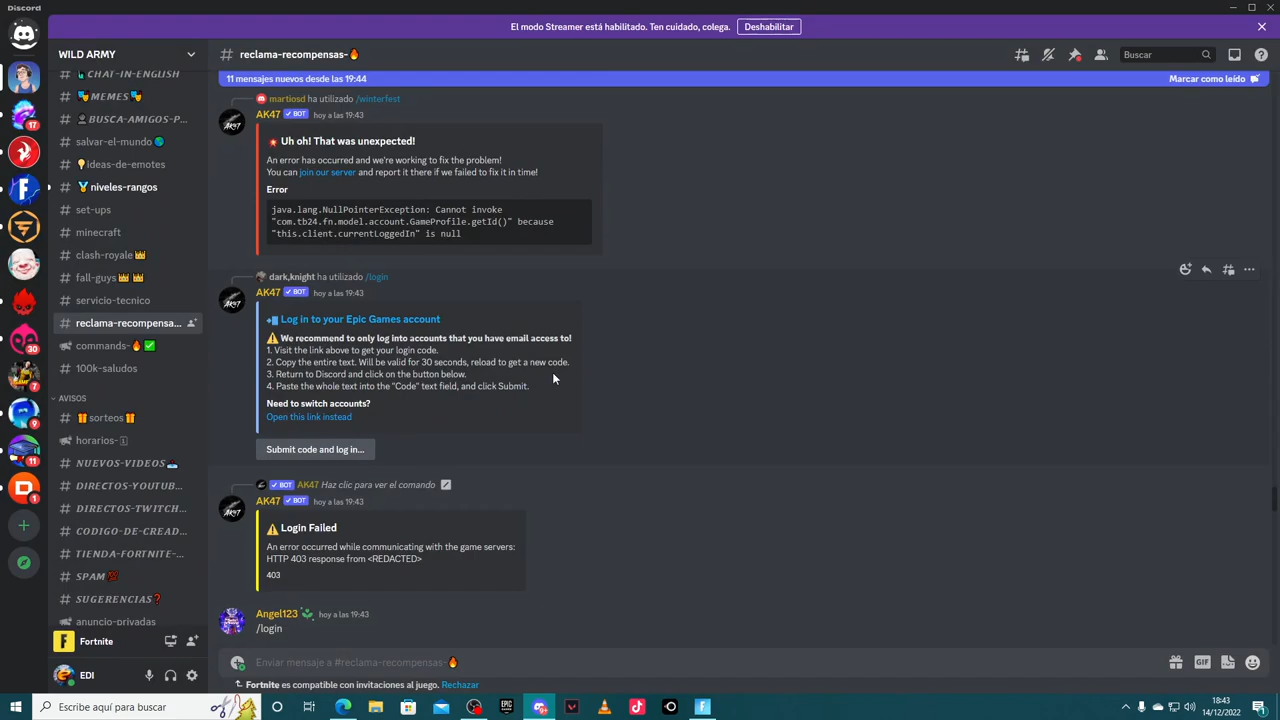 Discord
El modo Streamer está habilitado. Ten cuidado, colega.
Deshabilitar
WILD ARMY
reclama-recompensas-🔥
Buscar
CHAT-IN-ENGLISH
🎭MEMES🎭
BUSCA-AMIGOS-P...
salvar-el-mundo🌎
💡ideas-de-emotes
🏅niveles-rangos
set-ups
minecraft
clash-royale👑
fall-guys👑 👑
servicio-tecnico
reclama-recompensa...
commands-🔥✅
100k-saludos
AVISOS
🎁sorteos🎁
horarios-
NUEVOS-VIDEOS
DIRECTOS-YOUTUB...
DIRECTOS-TWITCH...
CODIGO-DE-CREAD...
TIENDA-FORTNITE-...
SPAM💯
SUGERENCIAS❓
anuncio-privadas
Fortnite
EDI
17
30
7
9
11
1
11 mensajes nuevos desde las 19:44
Marcar como leído
martiosd ha utilizado /winterfest
AK47 ✓ BOT hoy a las 19:43
💥 Uh oh! That was unexpected!
An error has occurred and we're working to fix the problem!
You can join our server and report it there if we failed to fix it in time!
Error
java.lang.NullPointerException: Cannot invoke
"com.tb24.fn.model.account.GameProfile.getId()" because
"this.client.currentLoggedIn" is null
dark,knight ha utilizado /login
AK47 ✓ BOT hoy a las 19:43
📲 Log in to your Epic Games account
⚠️ We recommend to only log into accounts that you have email access to!
1. Visit the link above to get your login code.
2. Copy the entire text. Will be valid for 30 seconds, reload to get a new code.
3. Return to Discord and click on the button below.
4. Paste the whole text into the "Code" text field, and click Submit.
Need to switch accounts?
Open this link instead
Submit code and log in...
✓ BOT AK47 Haz clic para ver el comando
AK47 ✓ BOT hoy a las 19:43
⚠️ Login Failed
An error occurred while communicating with the game servers:
HTTP 403 response from <REDACTED>
403
Angel123 hoy a las 19:43
/login
Enviar mensaje a #reclama-recompensas-🔥
GIF
Fortnite es compatible con invitaciones al juego. Rechazar
Escribe aquí para buscar
18:43
14/12/2022